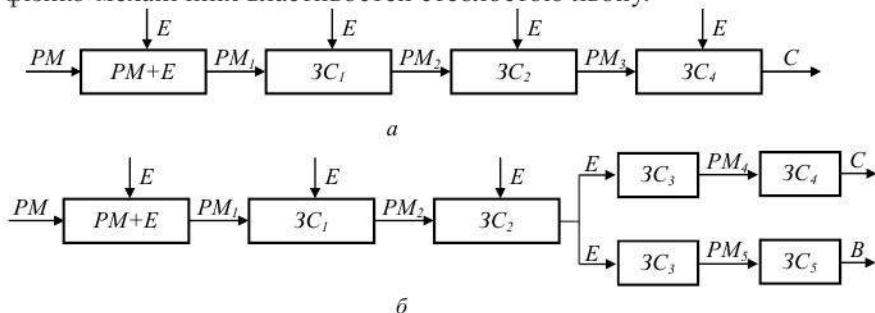 E E E E
PM PM+E PM₁ ЗС₁ PM₂ ЗС₂ PM₃ ЗС₄ C
а
E E E E ЗС₃ PM₄ ЗС₄ C
PM PM+E PM₁ ЗС₁ PM₂ ЗС₂
E ЗС₃ PM₅ ЗС₅ B
б